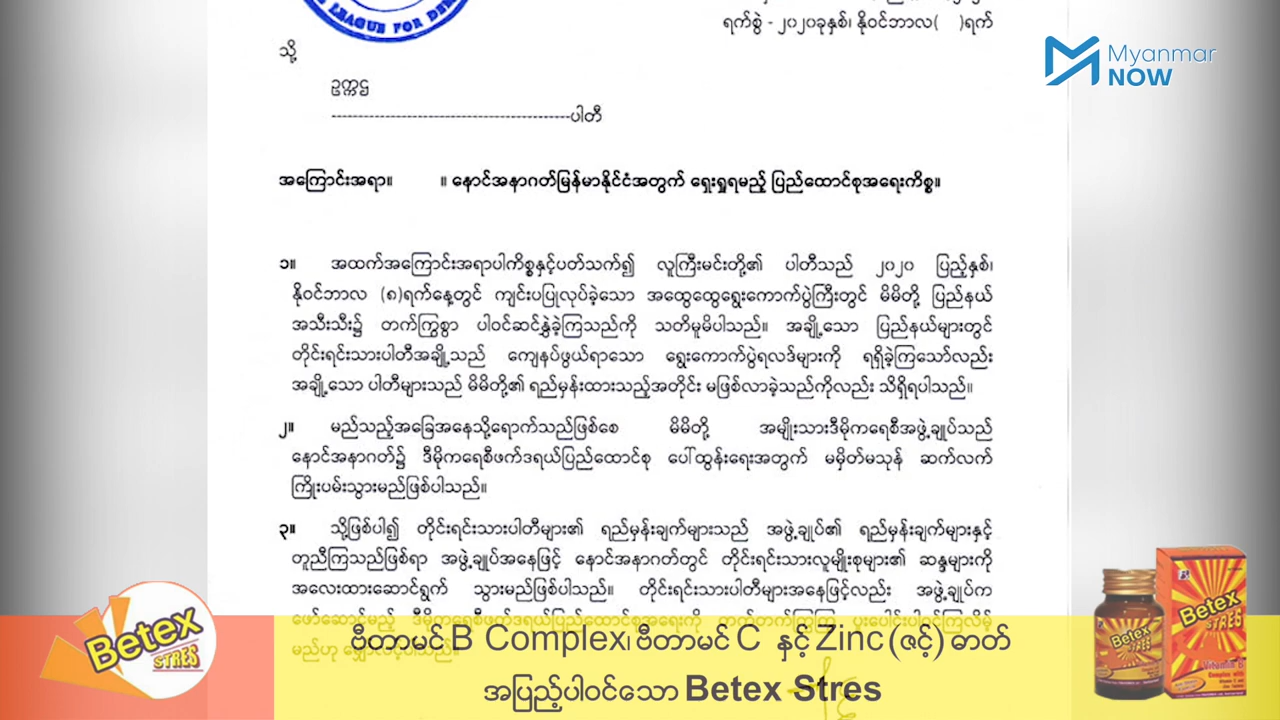 LEAGUE FOR DEM
ရက်စွဲ - ၂၀၂၀ခုနှစ်၊ နိုဝင်ဘာလ( )ရက်
Myanmar
NOW
သို့
ဥက္ကဌ
-------------------------------------------ပါတီ
အကြောင်းအရာ။ ။ နောင်အနာဂတ်မြန်မာနိုင်ငံအတွက် ရှေးရှုရမည့် ပြည်ထောင်စုအရေးကိစ္စ။
၁။ အထက်အကြောင်းအရာပါကိစ္စနှင့်ပတ်သက်၍ လူကြီးမင်းတို့၏ ပါတီသည် ၂၀၂၀ ပြည့်နှစ်၊
နိုဝင်ဘာလ (၈)ရက်နေ့တွင် ကျင်းပပြုလုပ်ခဲ့သော အထွေထွေရွေးကောက်ပွဲကြီးတွင် မိမိတို့ ပြည်နယ်
အသီးသီး၌ တက်ကြွစွာ ပါဝင်ဆင်နွှဲခဲ့ကြသည်ကို သတိမူမိပါသည်။ အချို့သော ပြည်နယ်များတွင်
တိုင်းရင်းသားပါတီအချို့သည် ကျေနပ်ဖွယ်ရာသော ရွေးကောက်ပွဲရလဒ်များကို ရရှိခဲ့ကြသော်လည်း
အချို့သော ပါတီများသည် မိမိတို့၏ ရည်မှန်းထားသည့်အတိုင်း မဖြစ်လာခဲ့သည်ကိုလည်း သိရှိရပါသည်။
၂။ မည်သည့်အခြေအနေသို့ရောက်သည်ဖြစ်စေ မိမိတို့ အမျိုးသားဒီမိုကရေစီအဖွဲ့ချုပ်သည်
နောင်အနာဂတ်၌ ဒီမိုကရေစီဖက်ဒရယ်ပြည်ထောင်စု ပေါ်ထွန်းရေးအတွက် မမှိတ်မသုန် ဆက်လက်
ကြိုးပမ်းသွားမည်ဖြစ်ပါသည်။
၃။ သို့ဖြစ်ပါ၍ တိုင်းရင်းသားပါတီများ၏ ရည်မှန်းချက်များသည် အဖွဲ့ချုပ်၏ ရည်မှန်းချက်များနှင့်
တူညီကြသည်ဖြစ်ရာ အဖွဲ့ချုပ်အနေဖြင့် နောင်အနာဂတ်တွင် တိုင်းရင်းသားလူမျိုးစုများ၏ ဆန္ဒများကို
အလေးထားဆောင်ရွက် သွားမည်ဖြစ်ပါသည်။ တိုင်းရင်းသားပါတီများအနေဖြင့်လည်း အဖွဲ့ချုပ်က
Betex
STRES
ဗီတာမင် B Complex၊ ဗီတာမင် C နှင့် Zinc (ဇင့်) ဓာတ်
အပြည့်ပါဝင်သော Betex Stres
Betex
STRES
Betex
STRES
Vitamin B
Complex with